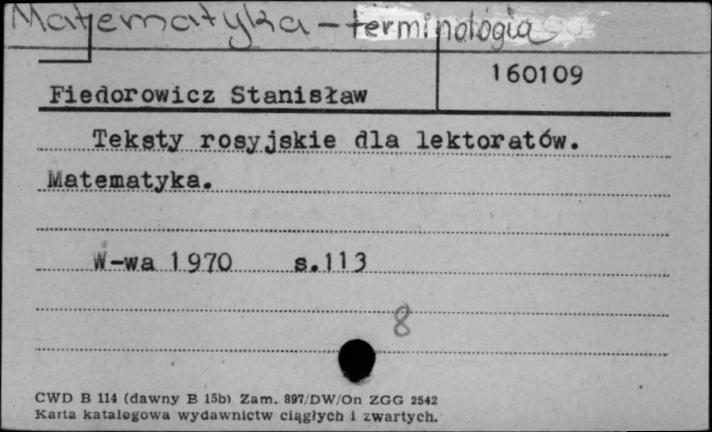 Matematyka - terminologia
160109
Fiedorowicz Stanisław
Teksty rosyjskie dla lektoratów.
Matematyka.
W-wa 1970 s.113
8
CWD B 114 (dawny B 15b) Zam. 897/DW/On ZGG 2542
Karta katalogowa wydawnictw ciągłych i zwartych.